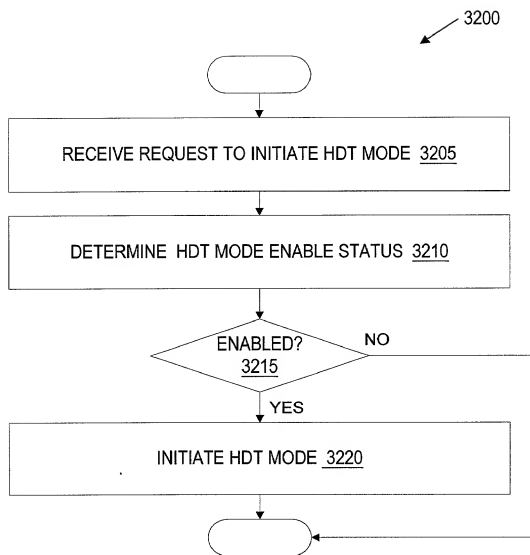 3200
RECEIVE REQUEST TO INITIATE HDT MODE 3205
DETERMINE HDT MODE ENABLE STATUS 3210
ENABLED?
3215
NO
YES
INITIATE HDT MODE 3220